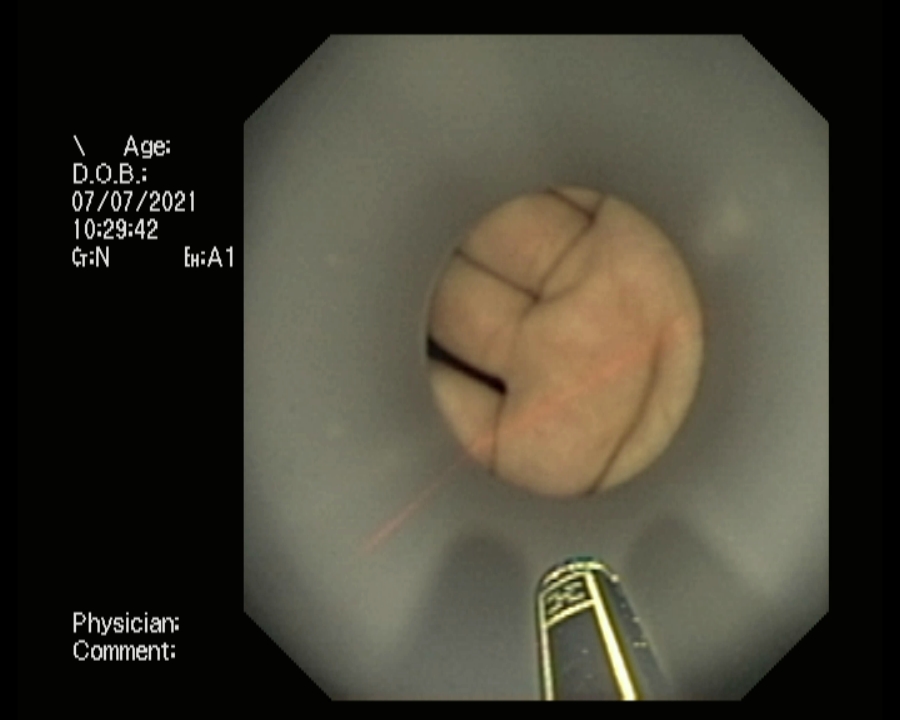 \ Age:
D.O.B.:
07/07/2021
10:29:42
Cr:N EH:A1
Physician:
Comment: